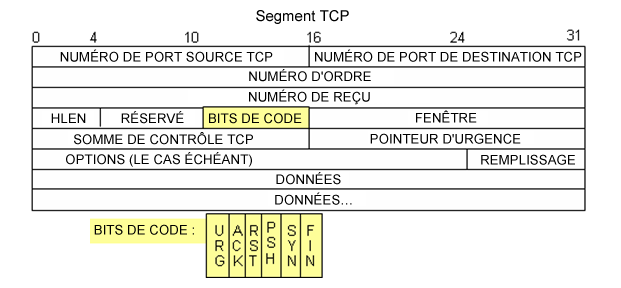 Segment TCP
0 4 10 16 24 31
NUMÉRO DE PORT SOURCE TCP NUMÉRO DE PORT DE DESTINATION TCP
NUMÉRO D'ORDRE
NUMÉRO DE REÇU
HLEN RÉSERVÉ BITS DE CODE FENÊTRE
SOMME DE CONTRÔLE TCP POINTEUR D'URGENCE
OPTIONS (LE CAS ÉCHÉANT) REMPLISSAGE
DONNÉES
DONNÉES...
BITS DE CODE : URG ACK RST PSH SYN FIN